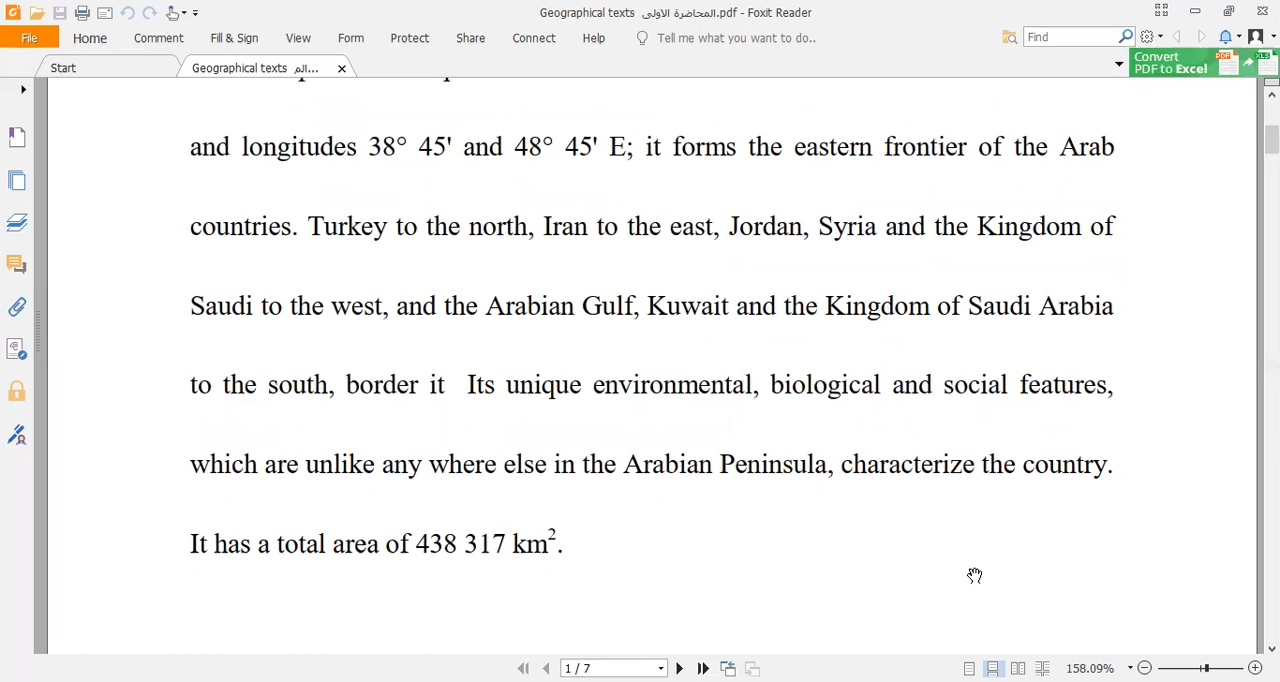 Geographical texts المحاضرة الاولى.pdf - Foxit Reader
File Home Comment Fill & Sign View Form Protect Share Connect Help Tell me what you want to do.. Find
Start Geographical texts الم... Convert
PDF to Excel
and longitudes 38° 45' and 48° 45' E; it forms the eastern frontier of the Arab
countries. Turkey to the north, Iran to the east, Jordan, Syria and the Kingdom of
Saudi to the west, and the Arabian Gulf, Kuwait and the Kingdom of Saudi Arabia
to the south, border it Its unique environmental, biological and social features,
which are unlike any where else in the Arabian Peninsula, characterize the country.
It has a total area of 438 317 km².
1 / 7 158.09%